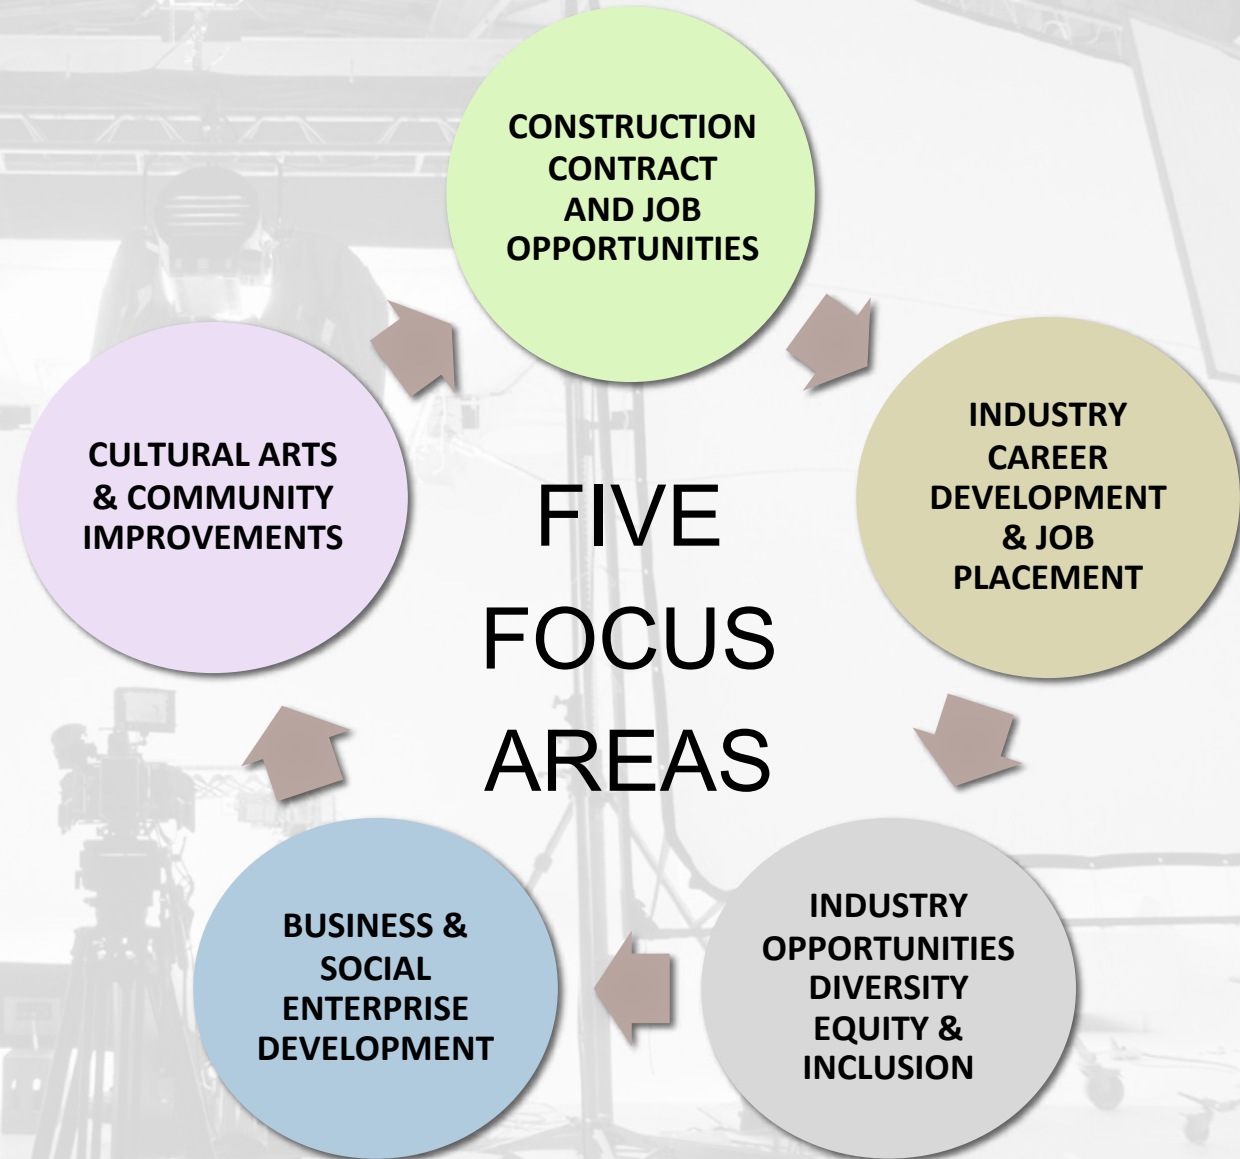 CONSTRUCTION
CONTRACT
AND JOB
OPPORTUNITIES
INDUSTRY
CAREER
DEVELOPMENT
& JOB
PLACEMENT
INDUSTRY
OPPORTUNITIES
DIVERSITY
EQUITY &
INCLUSION
BUSINESS &
SOCIAL
ENTERPRISE
DEVELOPMENT
CULTURAL ARTS
& COMMUNITY
IMPROVEMENTS
FIVE
FOCUS
AREAS